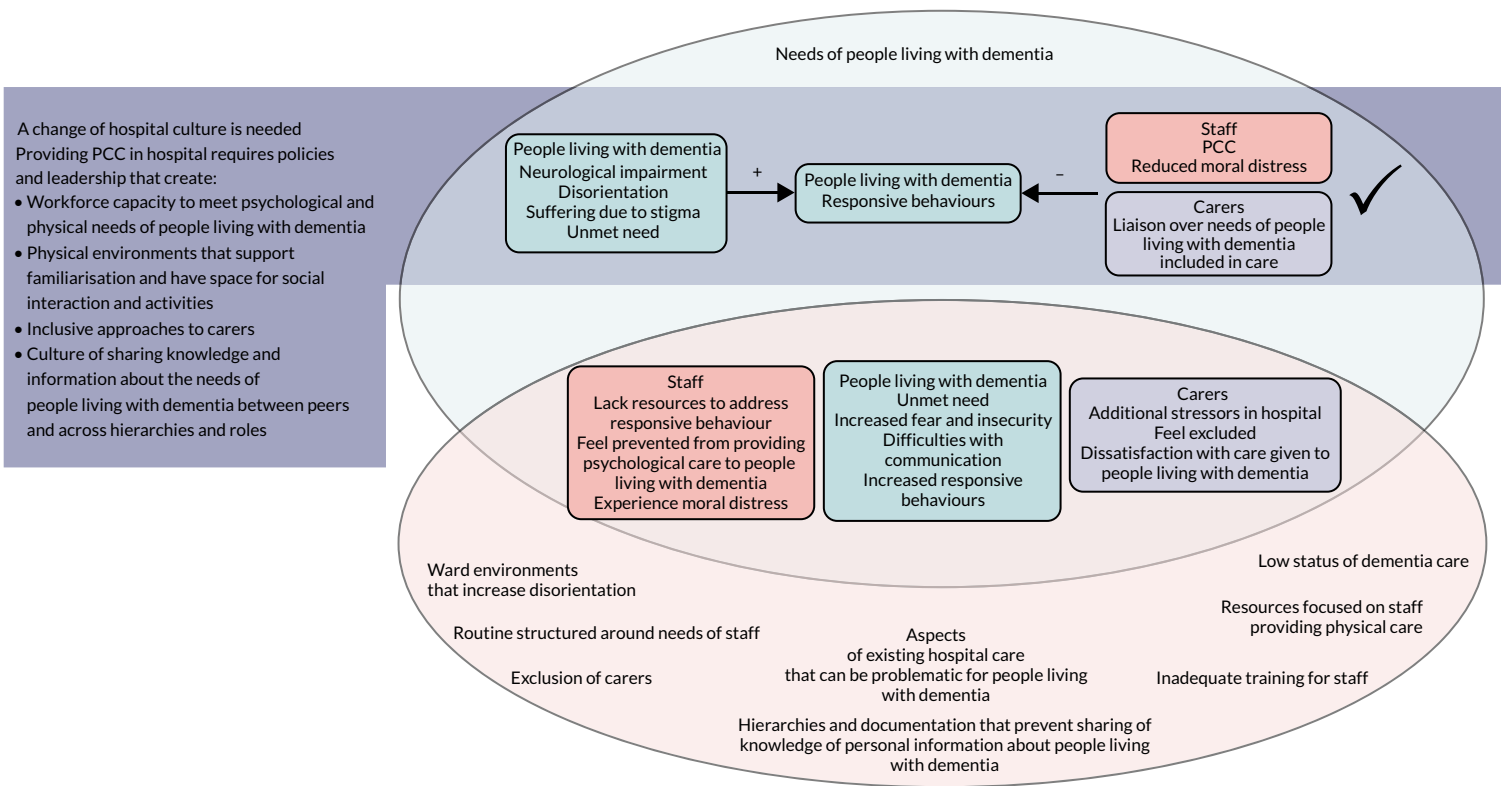 Needs of people living with dementia
A change of hospital culture is needed
Providing PCC in hospital requires policies
and leadership that create:
• Workforce capacity to meet psychological and
physical needs of people living with dementia
• Physical environments that support
familiarisation and have space for social
interaction and activities
• Inclusive approaches to carers
• Culture of sharing knowledge and
information about the needs of
people living with dementia between peers
and across hierarchies and roles
People living with dementia
Neurological impairment
Disorientation
Suffering due to stigma
Unmet need
+
People living with dementia
Responsive behaviours
–
Staff
PCC
Reduced moral distress
Carers
Liaison over needs of people
living with dementia
included in care
Staff
Lack resources to address
responsive behaviour
Feel prevented from providing
psychological care to people
living with dementia
Experience moral distress
People living with dementia
Unmet need
Increased fear and insecurity
Difficulties with
communication
Increased responsive
behaviours
Carers
Additional stressors in hospital
Feel excluded
Dissatisfaction with care given to
people living with dementia
Ward environments
that increase disorientation
Routine structured around needs of staff
Exclusion of carers
Aspects
of existing hospital care
that can be problematic for people living
with dementia
Hierarchies and documentation that prevent sharing of
knowledge of personal information about people living
with dementia
Low status of dementia care
Resources focused on staff
providing physical care
Inadequate training for staff